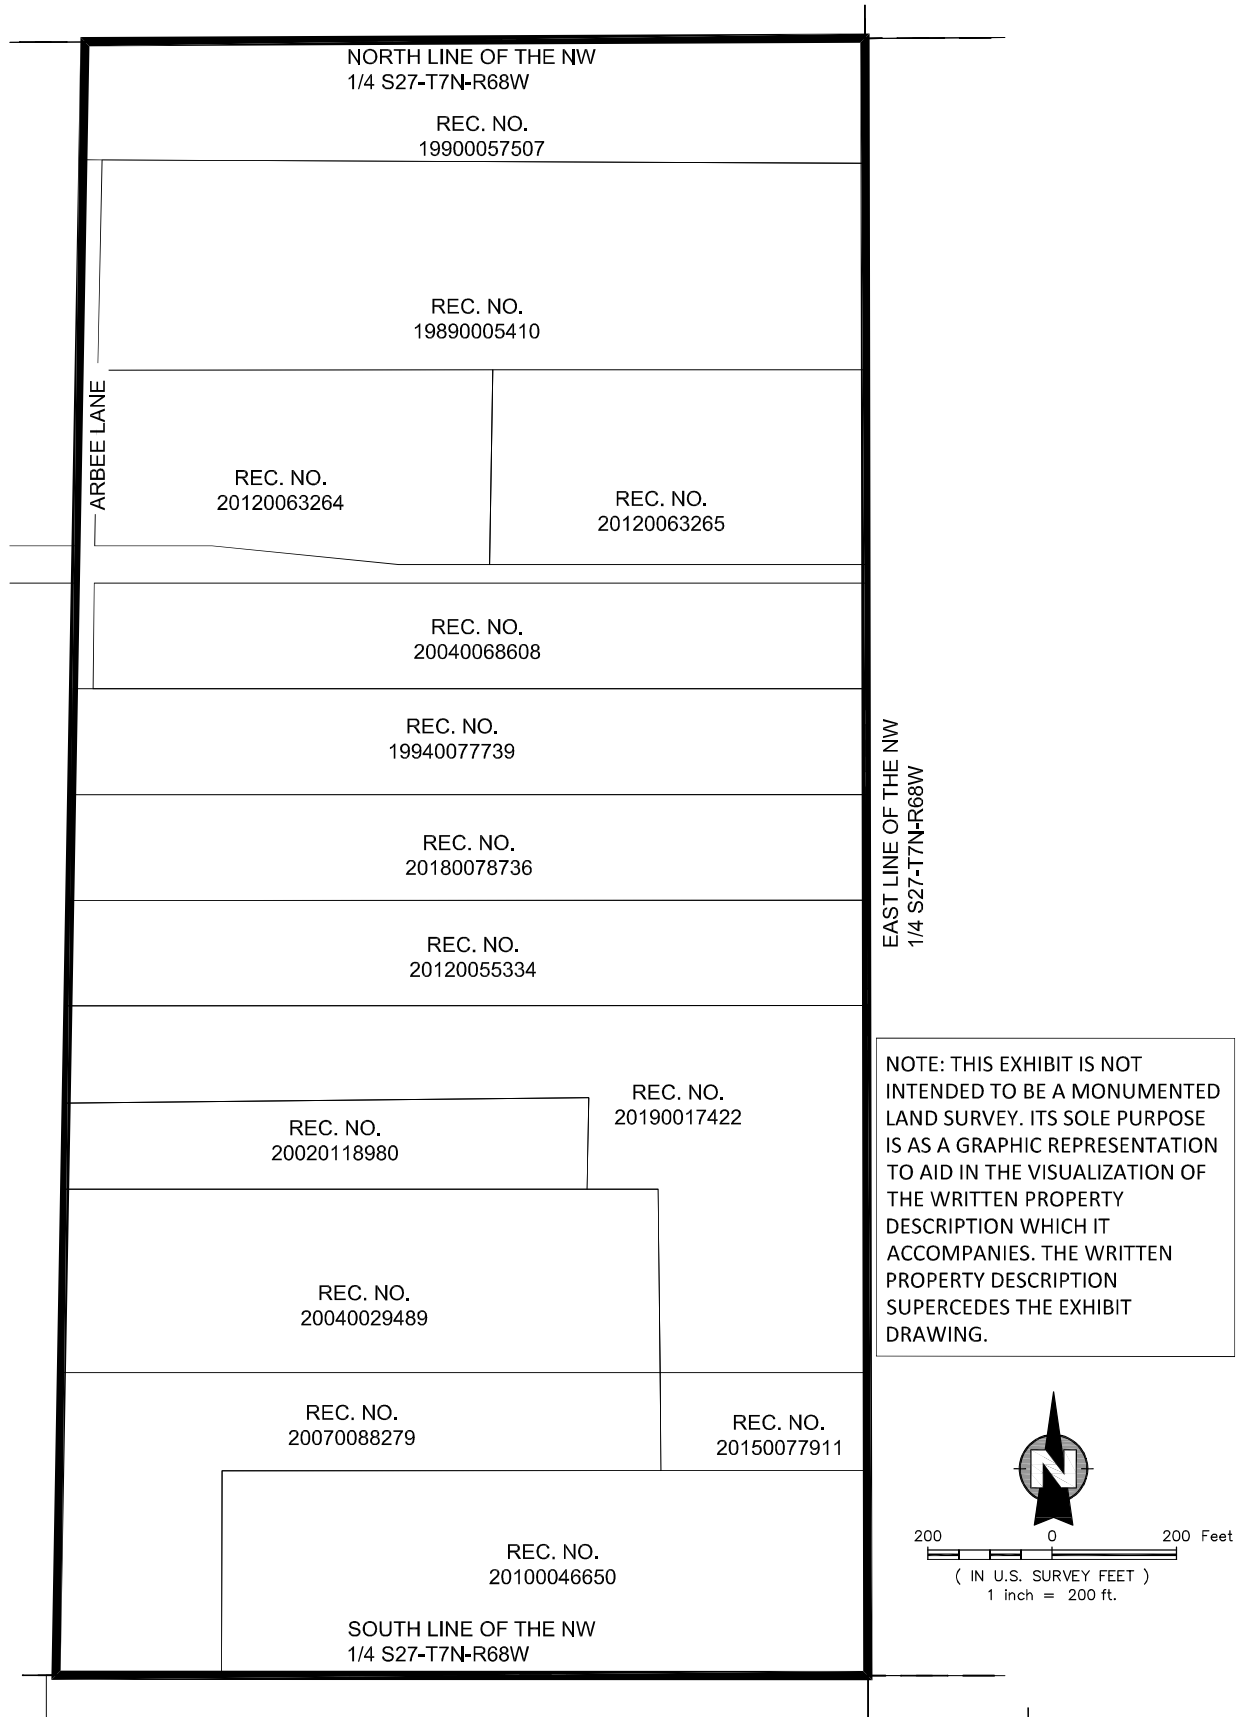 NORTH LINE OF THE NW
1/4 S27-T7N-R68W
REC. NO.
19900057507
REC. NO.
19890005410
ARBEE LANE
REC. NO.
20120063264
REC. NO.
20120063265
REC. NO.
20040068608
REC. NO.
19940077739
EAST LINE OF THE NW
1/4 S27-T7N-R68W
REC. NO.
20180078736
REC. NO.
20120055334
REC. NO.
20190017422
REC. NO.
20020118980
NOTE: THIS EXHIBIT IS NOT
INTENDED TO BE A MONUMENTED
LAND SURVEY. ITS SOLE PURPOSE
IS AS A GRAPHIC REPRESENTATION
TO AID IN THE VISUALIZATION OF
THE WRITTEN PROPERTY
DESCRIPTION WHICH IT
ACCOMPANIES. THE WRITTEN
PROPERTY DESCRIPTION
SUPERCEDES THE EXHIBIT
DRAWING.
REC. NO.
20040029489
REC. NO.
20070088279
REC. NO.
20150077911
N
200 0 200 Feet
( IN U.S. SURVEY FEET )
1 inch = 200 ft.
REC. NO.
20100046650
SOUTH LINE OF THE NW
1/4 S27-T7N-R68W